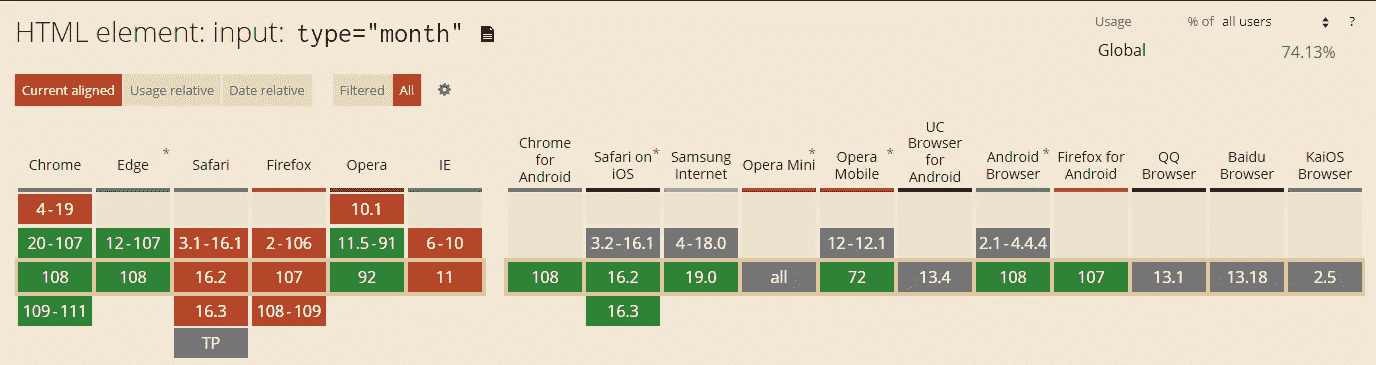 HTML element: input: type="month"
Usage % of all users ?
Global 74.13%
Current aligned Usage relative Date relative Filtered All
Chrome Edge * Safari Firefox Opera IE Chrome for Android Safari on iOS * Samsung Internet Opera Mini * Opera Mobile * UC Browser for Android Android Browser * Firefox for Android QQ Browser Baidu Browser KaiOS Browser
4-19 10.1
20-107 12-107 3.1-16.1 2-106 11.5-91 6-10 3.2-16.1 4-18.0 12-12.1 2.1-4.4.4
108 108 16.2 107 92 11 108 16.2 19.0 all 72 13.4 108 107 13.1 13.18 2.5
109-111 16.3 108-109 16.3
TP